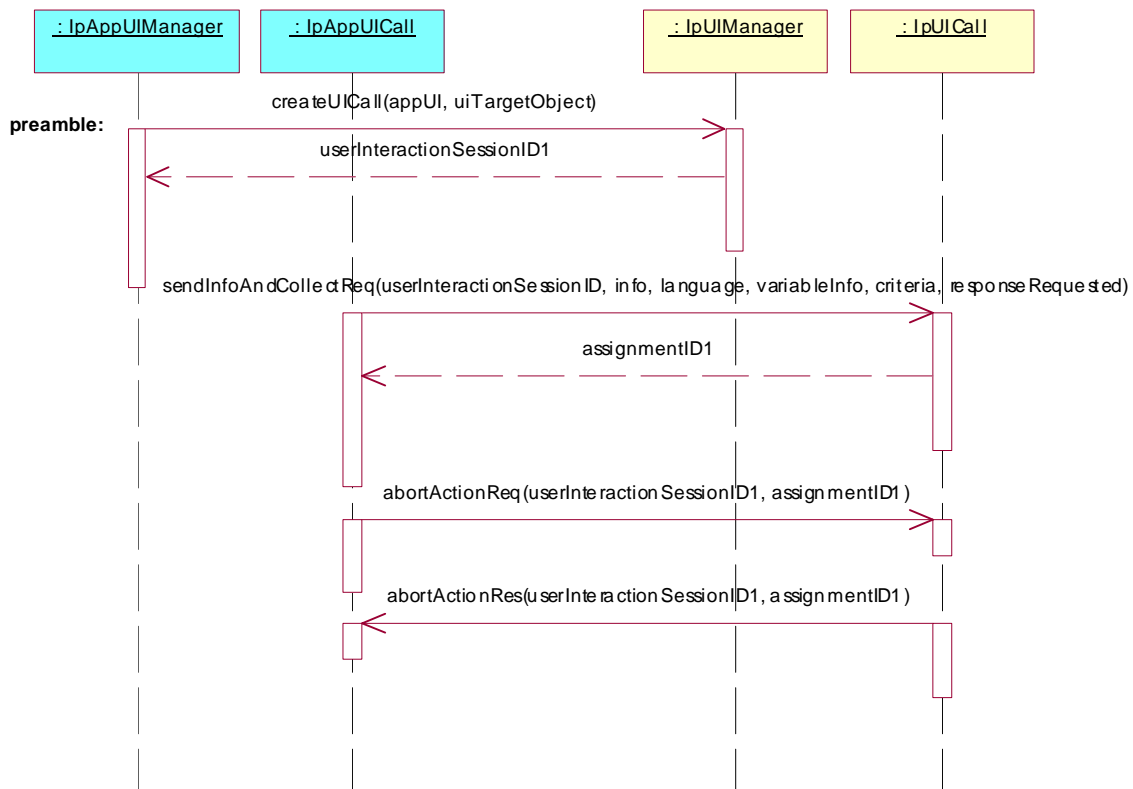 : IpAppUIManager
: IpAppUICall
: IpUIManager
: IpUICall
createUICall(appUI, uiTargetObject)
preamble:
userInteractionSessionID1
sendInfoAndCollectReq(userInteractionSessionID, info, language, variableInfo, criteria, responseRequested)
assignmentID1
abortActionReq(userInteractionSessionID1, assignmentID1)
abortActionRes(userInteractionSessionID1, assignmentID1)